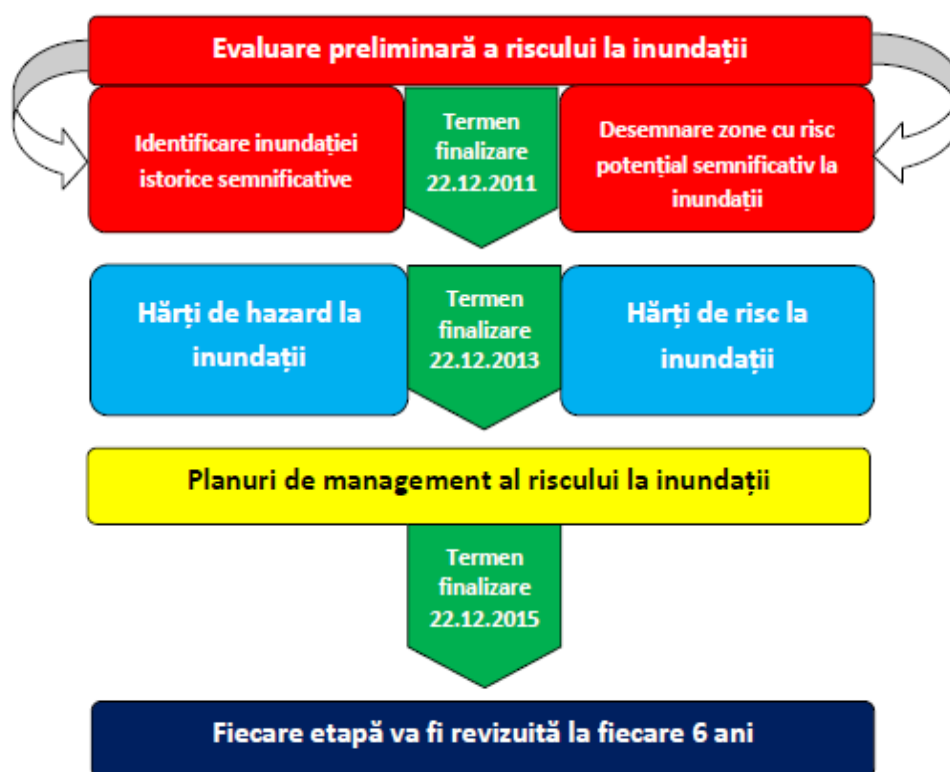 Evaluare preliminară a riscului la inundații
Identificare inundației
istorice semnificative
Termen
finalizare
22.12.2011
Desemnare zone cu risc
potențial semnificativ la
inundații
Hărți de hazard la
inundații
Termen
finalizare
22.12.2013
Hărți de risc la
inundații
Planuri de management al riscului la inundații
Termen
finalizare
22.12.2015
Fiecare etapă va fi revizuită la fiecare 6 ani